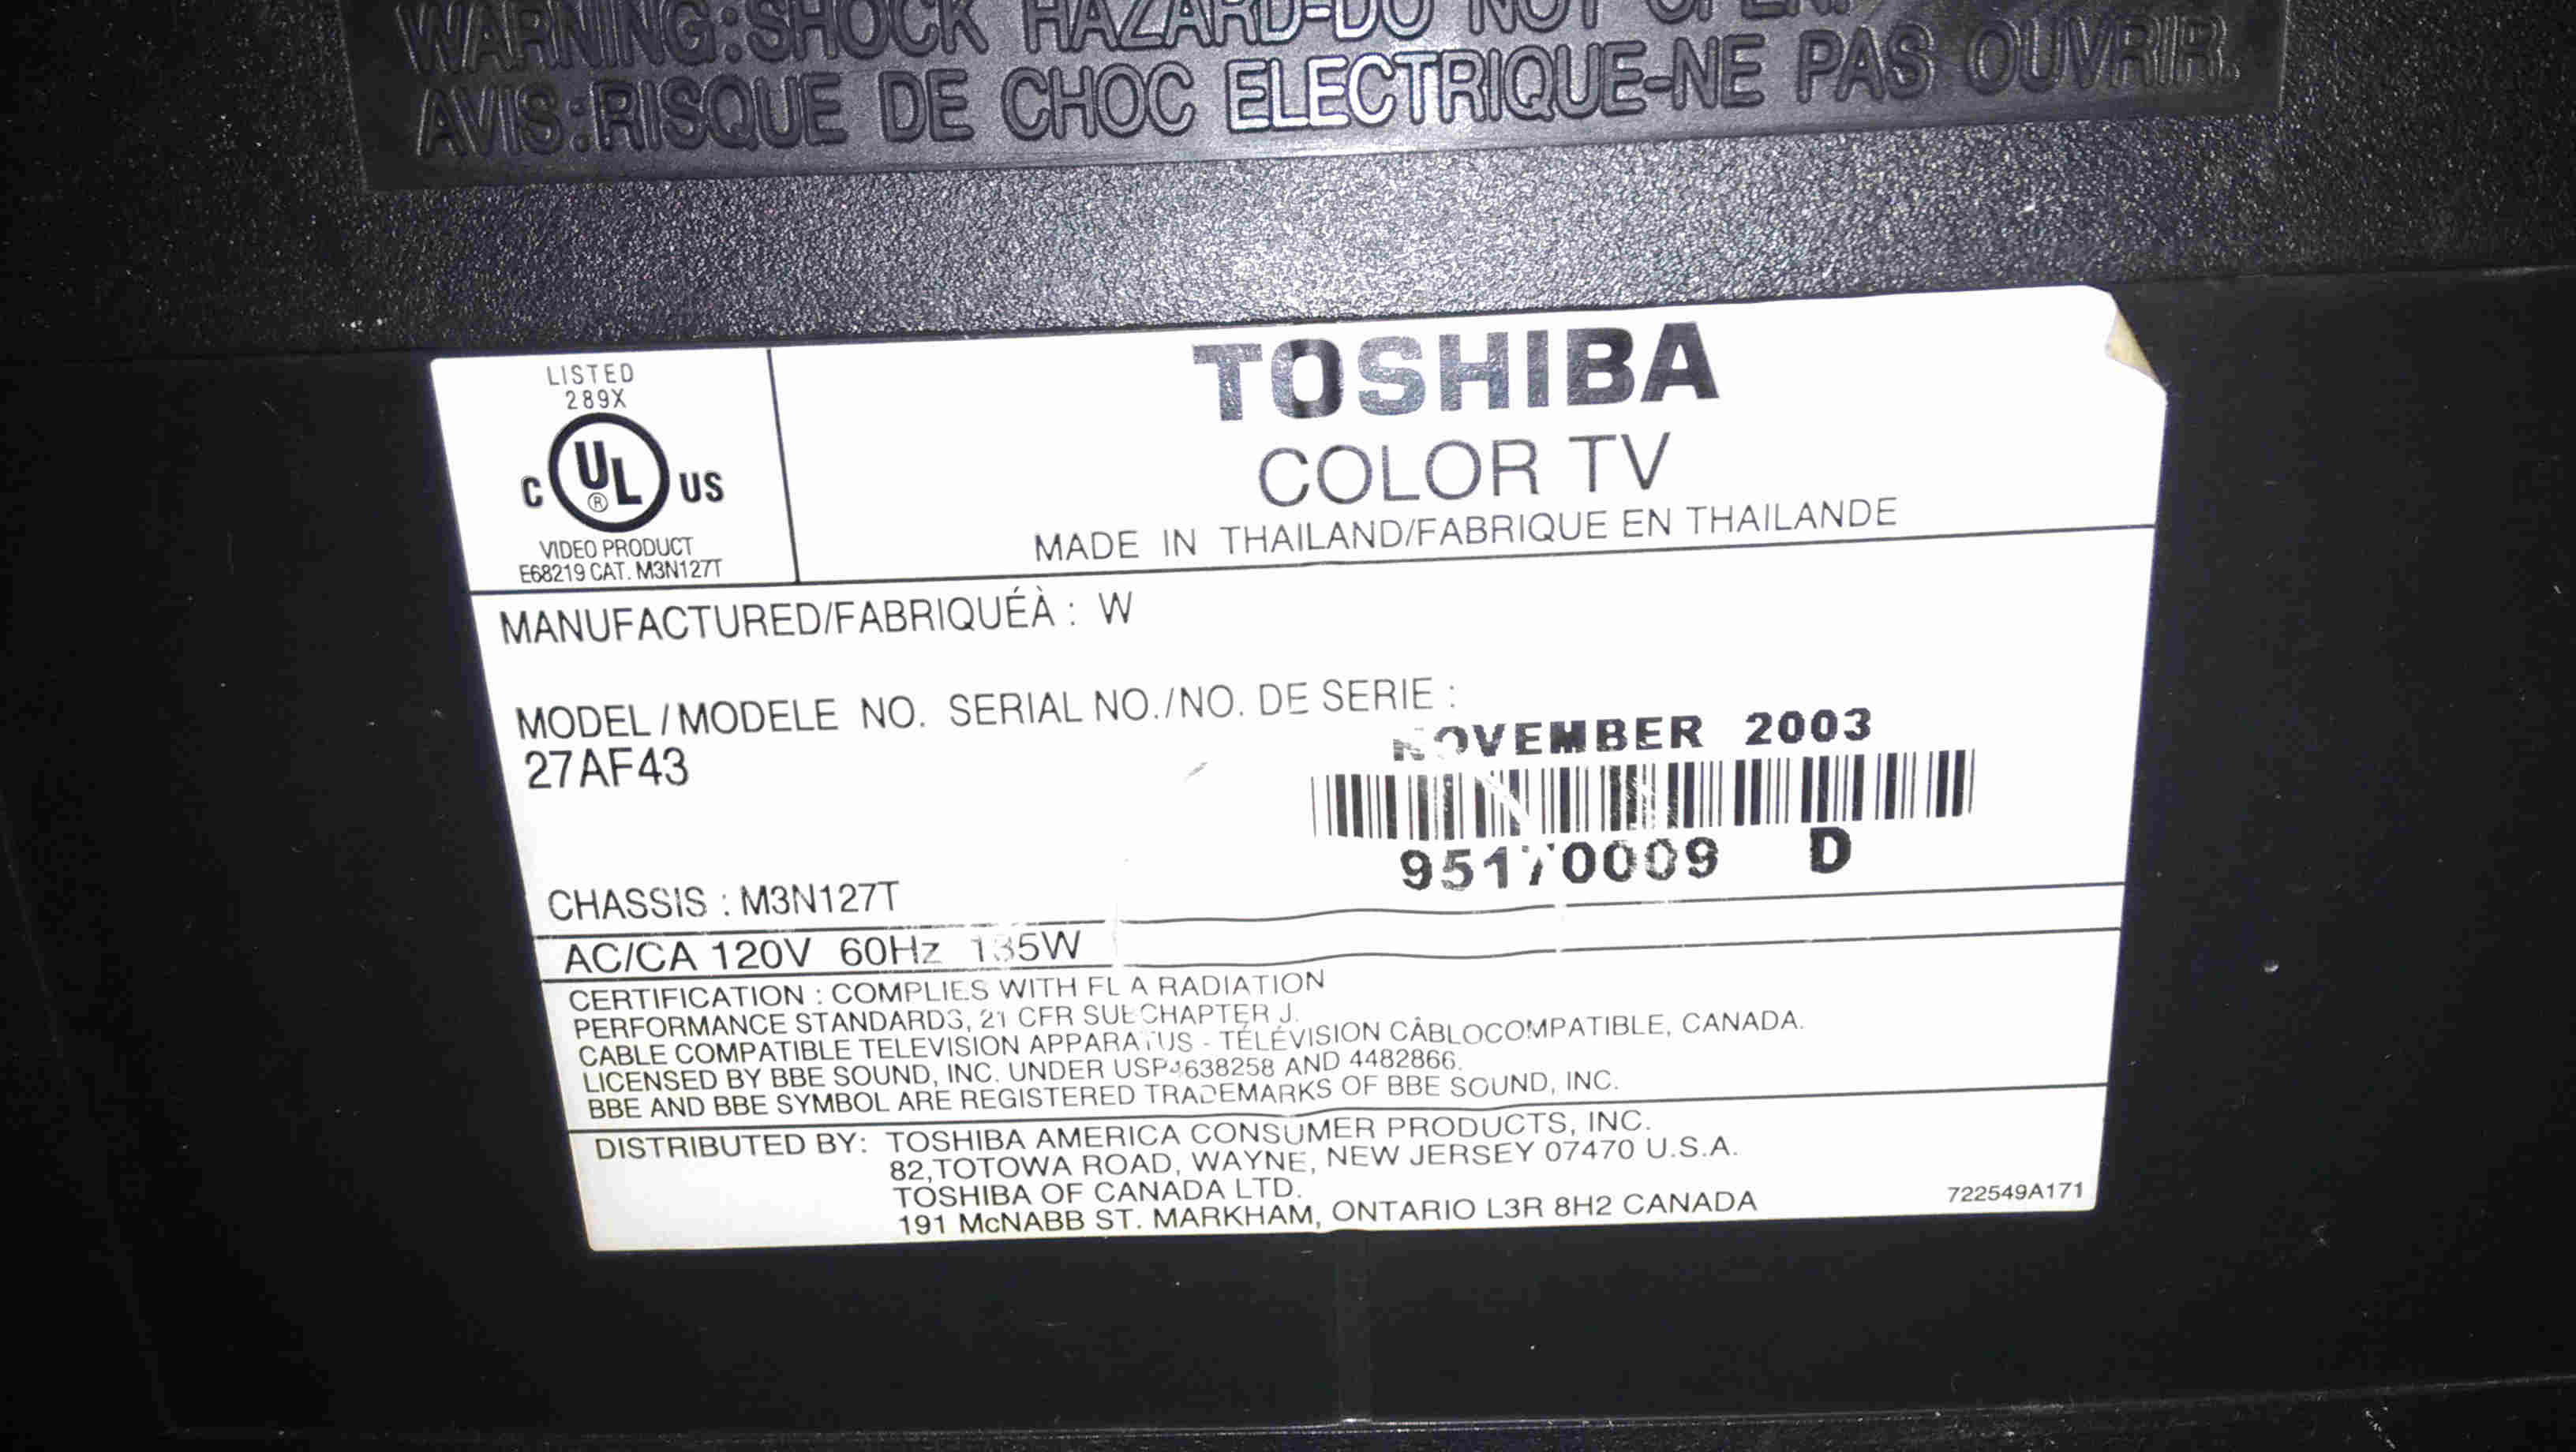 WARNING:SHOCK HAZARD-DO NOT OPEN.
AVIS:RISQUE DE CHOC ELECTRIQUE-NE PAS OUVRIR.
LISTED
289X
C UL® US
VIDEO PRODUCT
E68219 CAT. M3N127T
TOSHIBA
COLOR TV
MADE IN THAILAND/FABRIQUE EN THAILANDE
MANUFACTURED/FABRIQUÉÀ : W
MODEL/MODELE NO. SERIAL NO./NO. DE SERIE :
27AF43
NOVEMBER 2003
95170009 D
CHASSIS : M3N127T
AC/CA 120V 60Hz 135W
CERTIFICATION : COMPLIES WITH A RADIATION
PERFORMANCE STANDARDS, 21 CFR SUBCHAPTER J.
CABLE COMPATIBLE TELEVISION APPARATUS - TÉLÉVISION CÂBLOCOMPATIBLE, CANADA.
LICENSED BY BBE SOUND, INC. UNDER AND 4482866.
BBE AND BBE SYMBOL ARE REGISTERED TRADEMARKS OF BBE SOUND, INC.
DISTRIBUTED BY: TOSHIBA AMERICA CONSUMER PRODUCTS, INC.
82,TOTOWA ROAD, WAYNE, NEW JERSEY 07470 U.S.A.
TOSHIBA OF CANADA LTD.
191 McNABB ST. MARKHAM, ONTARIO L3R 8H2 CANADA
722549A171